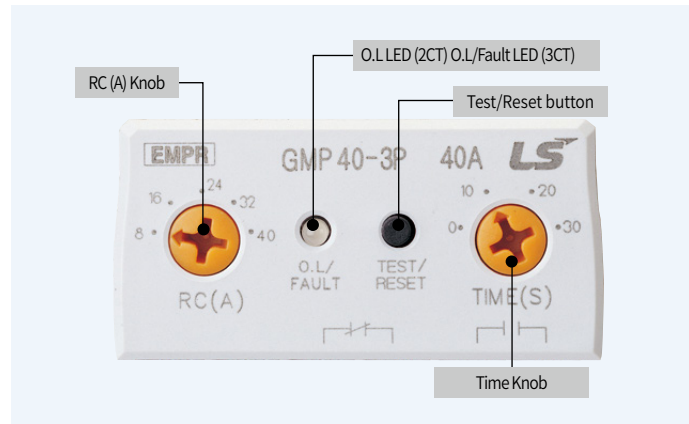 O.L LED (2CT) O.L/Fault LED (3CT)
RC (A) Knob
Test/Reset button
EMPR
GMP 40-3P 40A LS
8 16 24 32 40
0 10 20 30
O.L/
FAULT
TEST/
RESET
RC(A)
TIME(S)
Time Knob